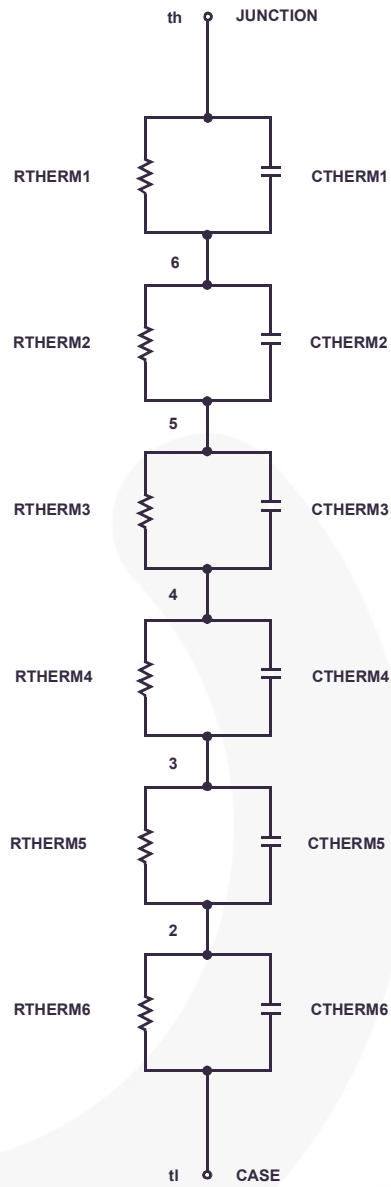 th JUNCTION
RTHERM1 CTHERM1
6
RTHERM2 CTHERM2
5
RTHERM3 CTHERM3
4
RTHERM4 CTHERM4
3
RTHERM5 CTHERM5
2
RTHERM6 CTHERM6
tl CASE